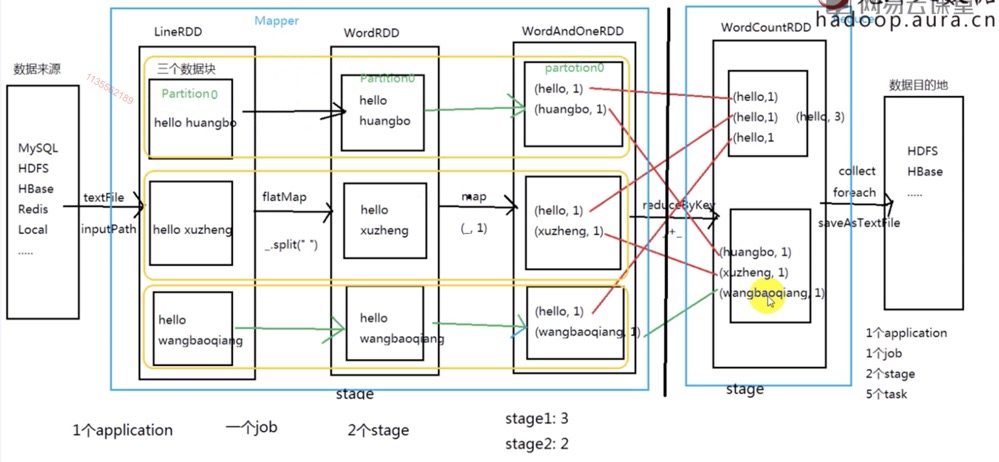 网易云课堂
hadoop.aura.cn
Mapper
LineRDD
WordRDD
WordAndOneRDD
WordCountRDD
数据来源
1135562189
三个数据块
Partition0
Partition0
partotion0
数据目的地
hello huangbo
hello
huangbo
(hello, 1)
(huangbo, 1)
(hello,1)
(hello,1)
(hello,1
(hello, 3)
MySQL
HDFS
HBase
Redis
Local
.....
textFile
inputPath
hello xuzheng
flatMap
_.split(" ")
hello
xuzheng
map
(_, 1)
(hello, 1)
(xuzheng, 1)
reduceByKey
_+_
collect
foreach
saveAsTextFile
HDFS
HBase
.....
hello
wangbaoqiang
hello
wangbaoqiang
(hello, 1)
(wangbaoqiang, 1)
(huangbo, 1)
(xuzheng, 1)
(wangbaoqiang, 1)
stage
stage
1个application
1个job
2个stage
5个task
1个application
一个job
2个stage
stage1: 3
stage2: 2